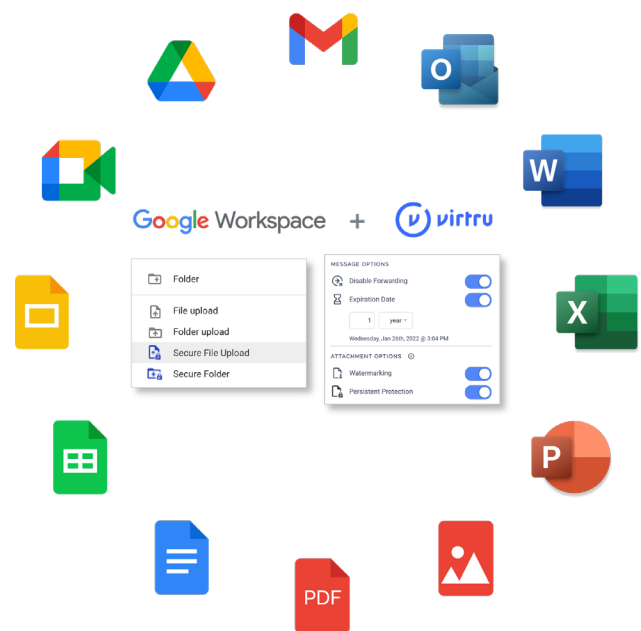 O
W
Google Workspace + virtru
MESSAGE OPTIONS
Folder
Disable Forwarding
Expiration Date
File upload
1 year
Folder upload
Wednesday, Jan 26th, 2022 @ 3:04 PM
Secure File Upload
ATTACHMENT OPTIONS
Secure Folder
Watermarking
Persistent Protection
X
P
PDF